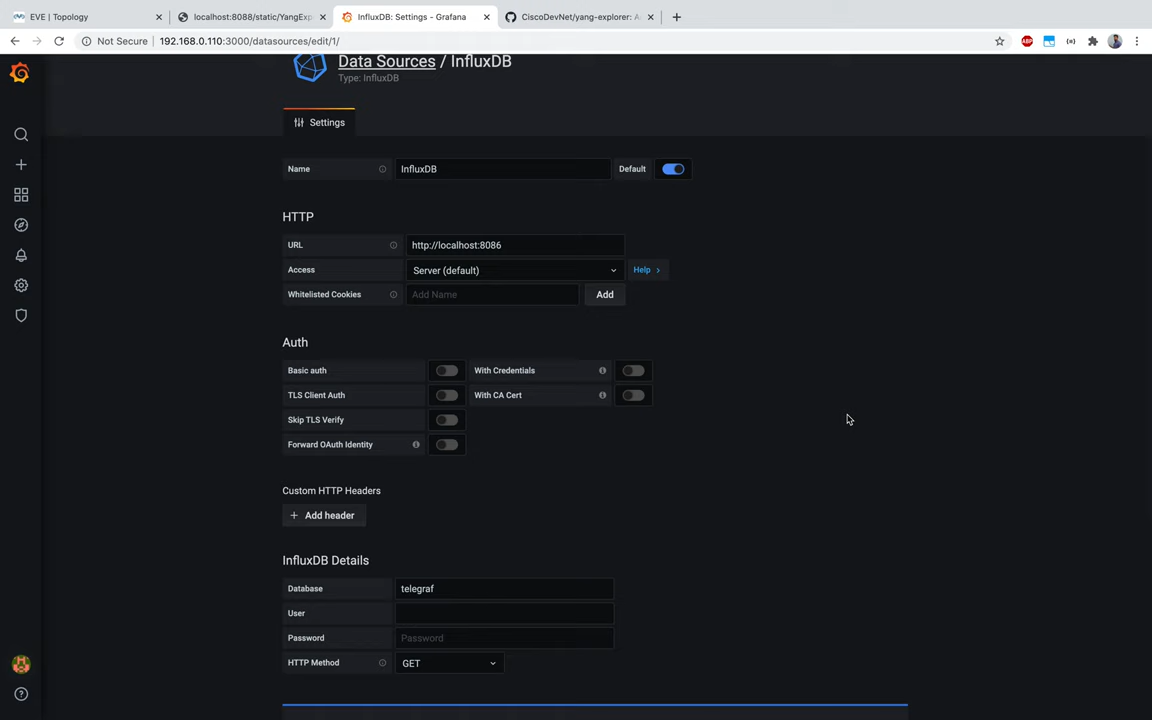 EVE | Topology
localhost:8088/static/YangExp
InfluxDB: Settings - Grafana
CiscoDevNet/yang-explorer: A
Not Secure | 192.168.0.110:3000/datasources/edit/1/
ABP
Data Sources / InfluxDB
Type: InfluxDB
Settings
Name
InfluxDB
Default
HTTP
URL
http://localhost:8086
Access
Server (default)
Help
Whitelisted Cookies
Add Name
Add
Auth
Basic auth
With Credentials
TLS Client Auth
With CA Cert
Skip TLS Verify
Forward OAuth Identity
Custom HTTP Headers
+ Add header
InfluxDB Details
Database
telegraf
User
Password
Password
HTTP Method
GET